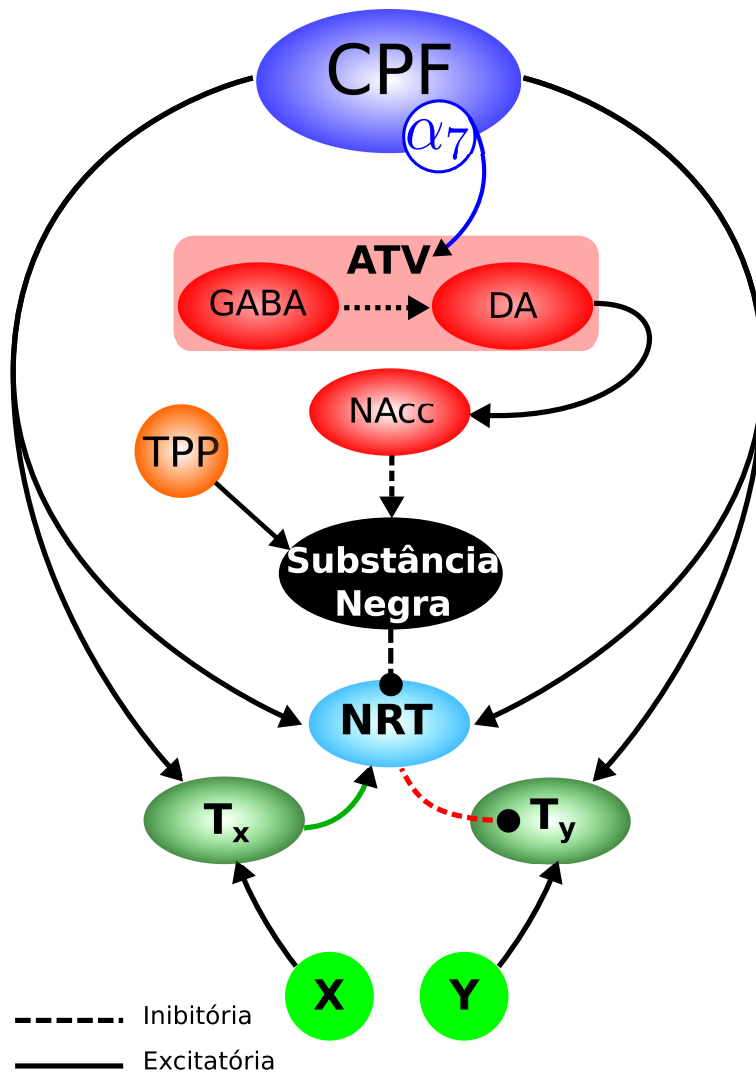 CPF
α7
ATV
GABA
DA
NAcc
TPP
Substância
Negra
NRT
Tx
Ty
X
Y
Inibitória
Excitatória